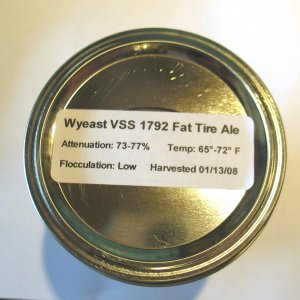 Wyeast VSS 1792 Fat Tire Ale
Attenuation: 73-77% Temp: 65°-72° F
Flocculation: Low Harvested 01/13/08